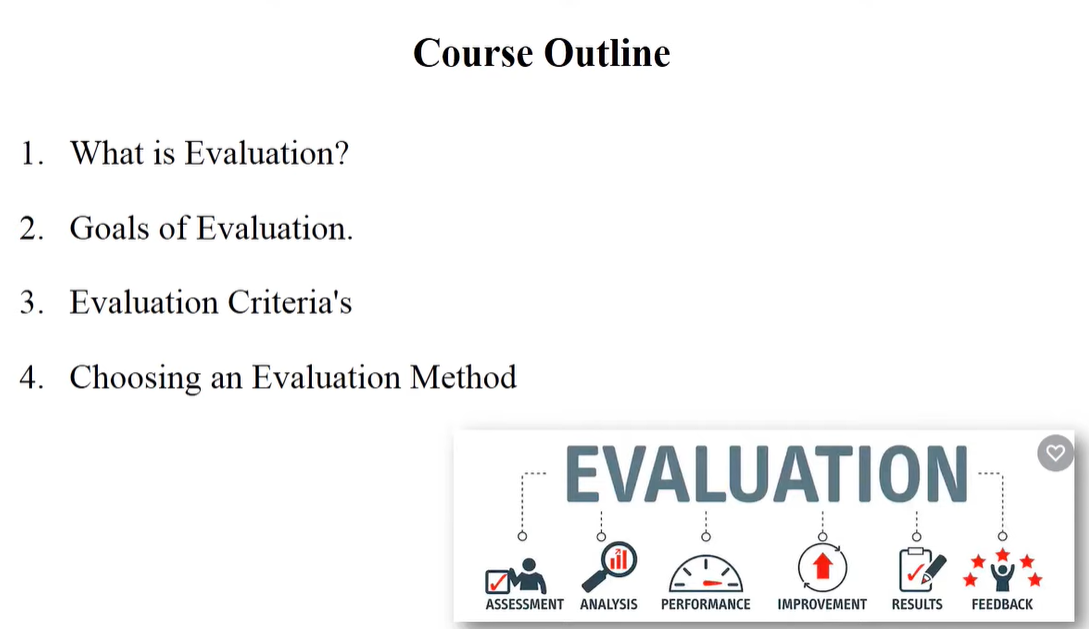 Course Outline
1. What is Evaluation?
2. Goals of Evaluation.
3. Evaluation Criteria's
4. Choosing an Evaluation Method
EVALUATION
ASSESSMENT ANALYSIS PERFORMANCE IMPROVEMENT RESULTS FEEDBACK